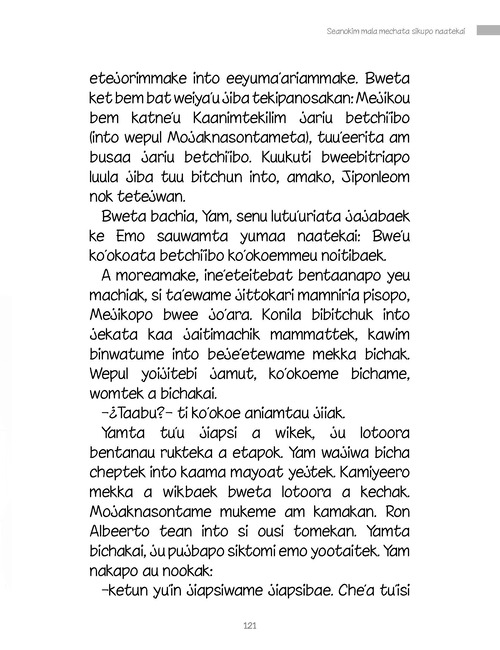 Seanokim mala mechata sikupo naatekai
etejorimmake into eeyuma'ariammake. Bweta
ket bem bat weiya'u jiba tekipanosakan: Mejikou
bem katne'u Kaanimtekilim jariu betchi'ibo
(into wepul Mojaknasontameta), tuu'eerita am
busaa jariu betchi'ibo. Kuukuti bweebitriapo
luula jiba tuu bitchun into, amako, Jiponleom
nok tetejwan.
Bweta bachia, Yam, senu lutu'uriata jajabaek
ke Emo sauwamta yumaa naatekai: Bwe'u
ko'okoata betchi'ibo ko'okoemmeu noitibaek.
A moreamake, ine'eteitebat bentaanapo yeu
machiak, si ta'ewame jittokari mamniria pisopo,
Mejikopo bwee jo'ara. Konila bibitchuk into
jekata kaa jaitimachik mammattek, kawim
binwatume into beje'etewame mekka bichak.
Wepul yoijitebi jamut, ko'okoeme bichame,
womtek a bichakai.
–¿Taabu?– ti ko'okoe aniamtau jiiak.
Yamta tu'u jiapsi a wikek, ju lotoora
bentanau rukteka a etapok. Yam wajiwa bicha
cheptek into kaama mayoat yejtek. Kamiyeero
mekka a wikbaek bweta lotoora a kechak.
Mojaknasontame mukeme am kamakan. Ron
Albeerto tean into si ousi tomekan. Yamta
bichakai, ju pujbapo siktomi emo yootaitek. Yam
nakapo au nookak:
–ketun yu'in jiapsiwame jiapsibae. Che'a tu'isi
121